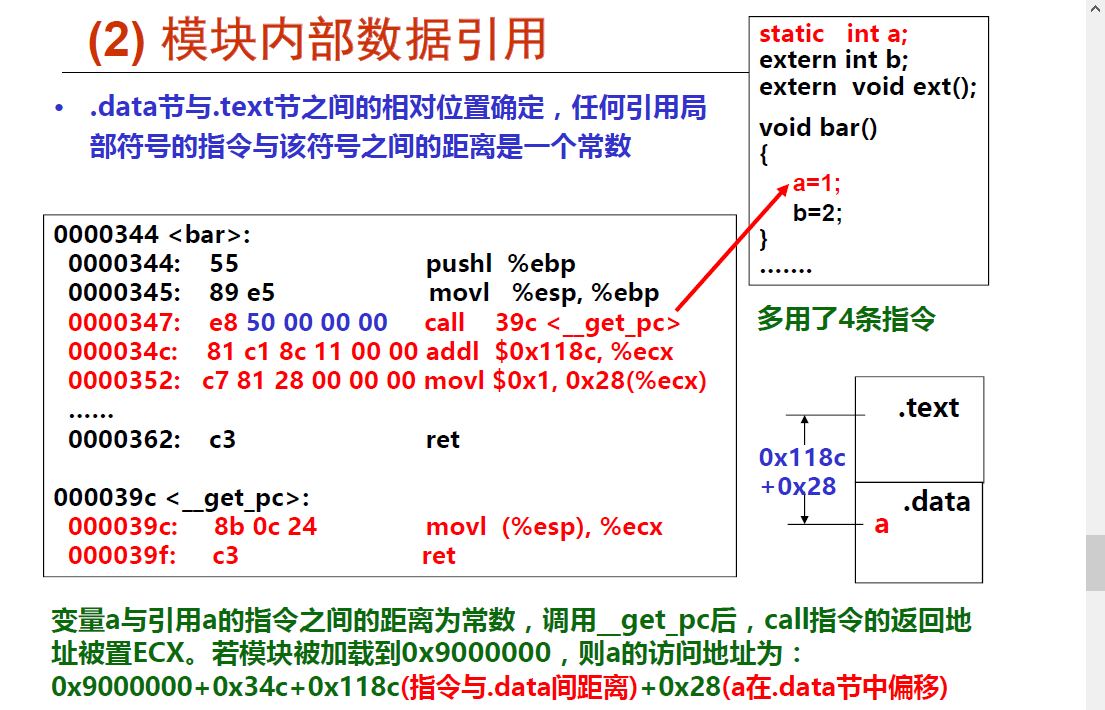 (2) 模块内部数据引用
• .data节与.text节之间的相对位置确定，任何引用局
部符号的指令与该符号之间的距离是一个常数
static int a;
extern int b;
extern void ext();
void bar()
{
a=1;
b=2;
}
.......
0000344 <bar>:
0000344: 55 pushl %ebp
0000345: 89 e5 movl %esp, %ebp
0000347: e8 50 00 00 00 call 39c <__get_pc>
000034c: 81 c1 8c 11 00 00 addl $0x118c, %ecx
0000352: c7 81 28 00 00 00 movl $0x1, 0x28(%ecx)
......
0000362: c3 ret
000039c <__get_pc>:
000039c: 8b 0c 24 movl (%esp), %ecx
000039f: c3 ret
多用了4条指令
.text
0x118c
+0x28
.data
a
变量a与引用a的指令之间的距离为常数，调用__get_pc后，call指令的返回地
址被置ECX。若模块被加载到0x9000000，则a的访问地址为：
0x9000000+0x34c+0x118c(指令与.data间距离)+0x28(a在.data节中偏移)